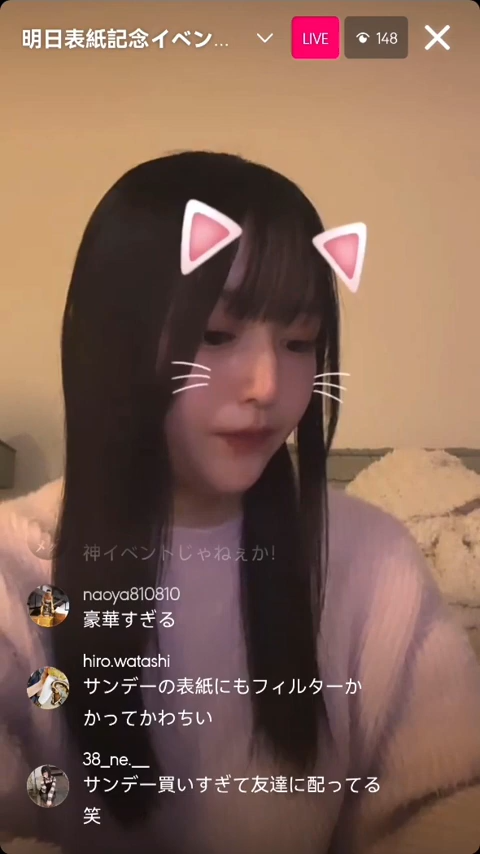 明日表紙記念イベン...
LIVE
148
神イベントじゃねぇか!
naoya810810
豪華すぎる
hiro.watashi
サンデーの表紙にもフィルターか
かってかわちい
38_ne.__
サンデー買いすぎて友達に配ってる
笑